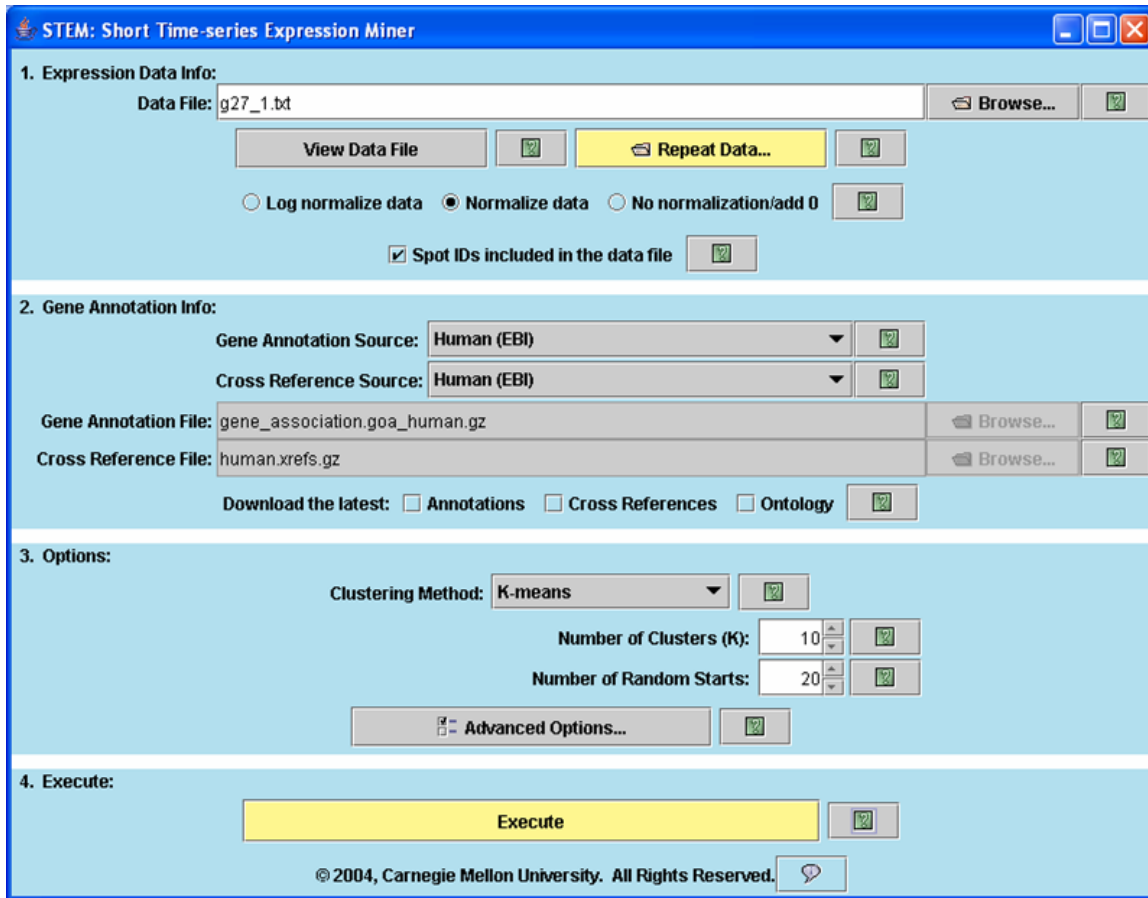 STEM: Short Time-series Expression Miner
1. Expression Data Info:
Data File: g27_1.txt Browse...
View Data File Repeat Data...
Log normalize data Normalize data No normalization/add 0
Spot IDs included in the data file
2. Gene Annotation Info:
Gene Annotation Source: Human (EBI)
Cross Reference Source: Human (EBI)
Gene Annotation File: gene_association.goa_human.gz Browse...
Cross Reference File: human.xrefs.gz Browse...
Download the latest: Annotations Cross References Ontology
3. Options:
Clustering Method: K-means
Number of Clusters (K): 10
Number of Random Starts: 20
Advanced Options...
4. Execute:
Execute
© 2004, Carnegie Mellon University. All Rights Reserved.